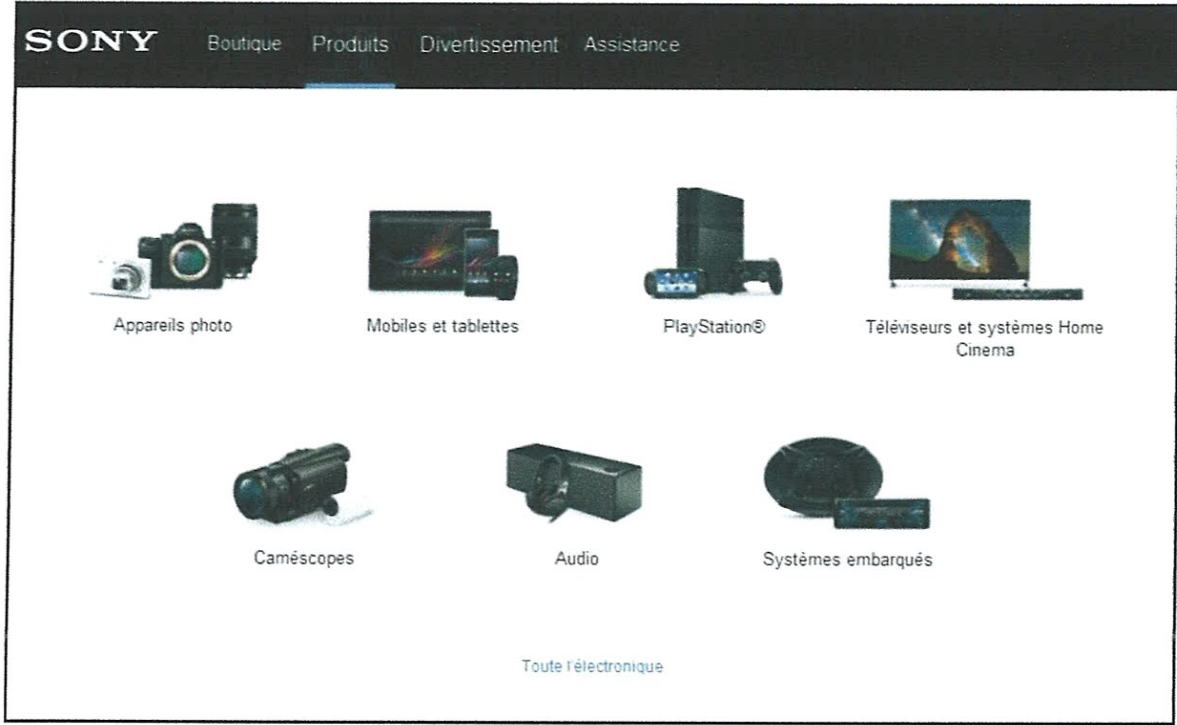 SONY Boutique Produits Divertissement Assistance
Appareils photo
Mobiles et tablettes
PlayStation®
Téléviseurs et systèmes Home
Cinema
Caméscopes
Audio
Systèmes embarqués
Toute l'électronique